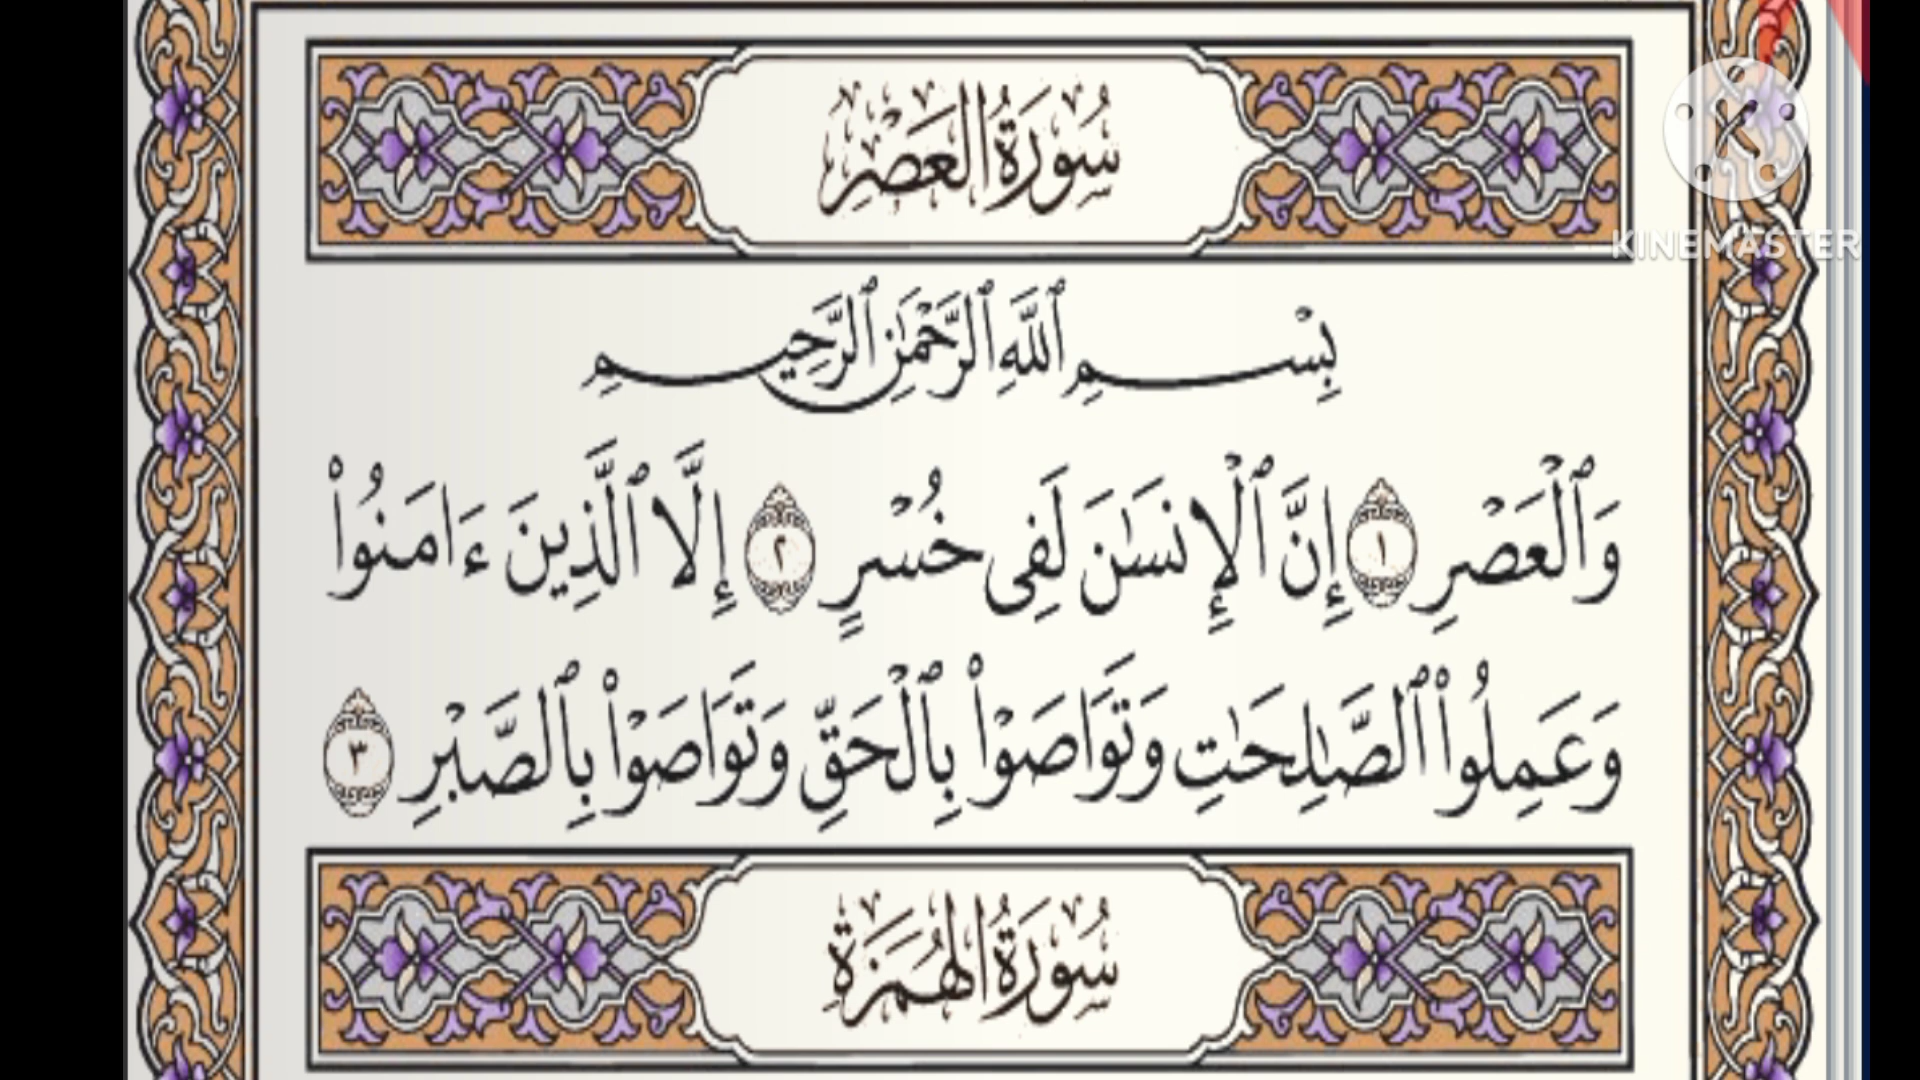 سُورَةُ العَصْرِ
KINEMASTER
بِسْمِ ٱللَّهِ ٱلرَّحْمَٰنِ ٱلرَّحِيمِ
وَٱلْعَصْرِ ١ إِنَّ ٱلْإِنسَٰنَ لَفِى خُسْرٍ ٢ إِلَّا ٱلَّذِينَ ءَامَنُوا۟
وَعَمِلُوا۟ ٱلصَّٰلِحَٰتِ وَتَوَاصَوْا۟ بِٱلْحَقِّ وَتَوَاصَوْا۟ بِٱلصَّبْرِ ٣
سُورَةُ الهُمَزَةِ